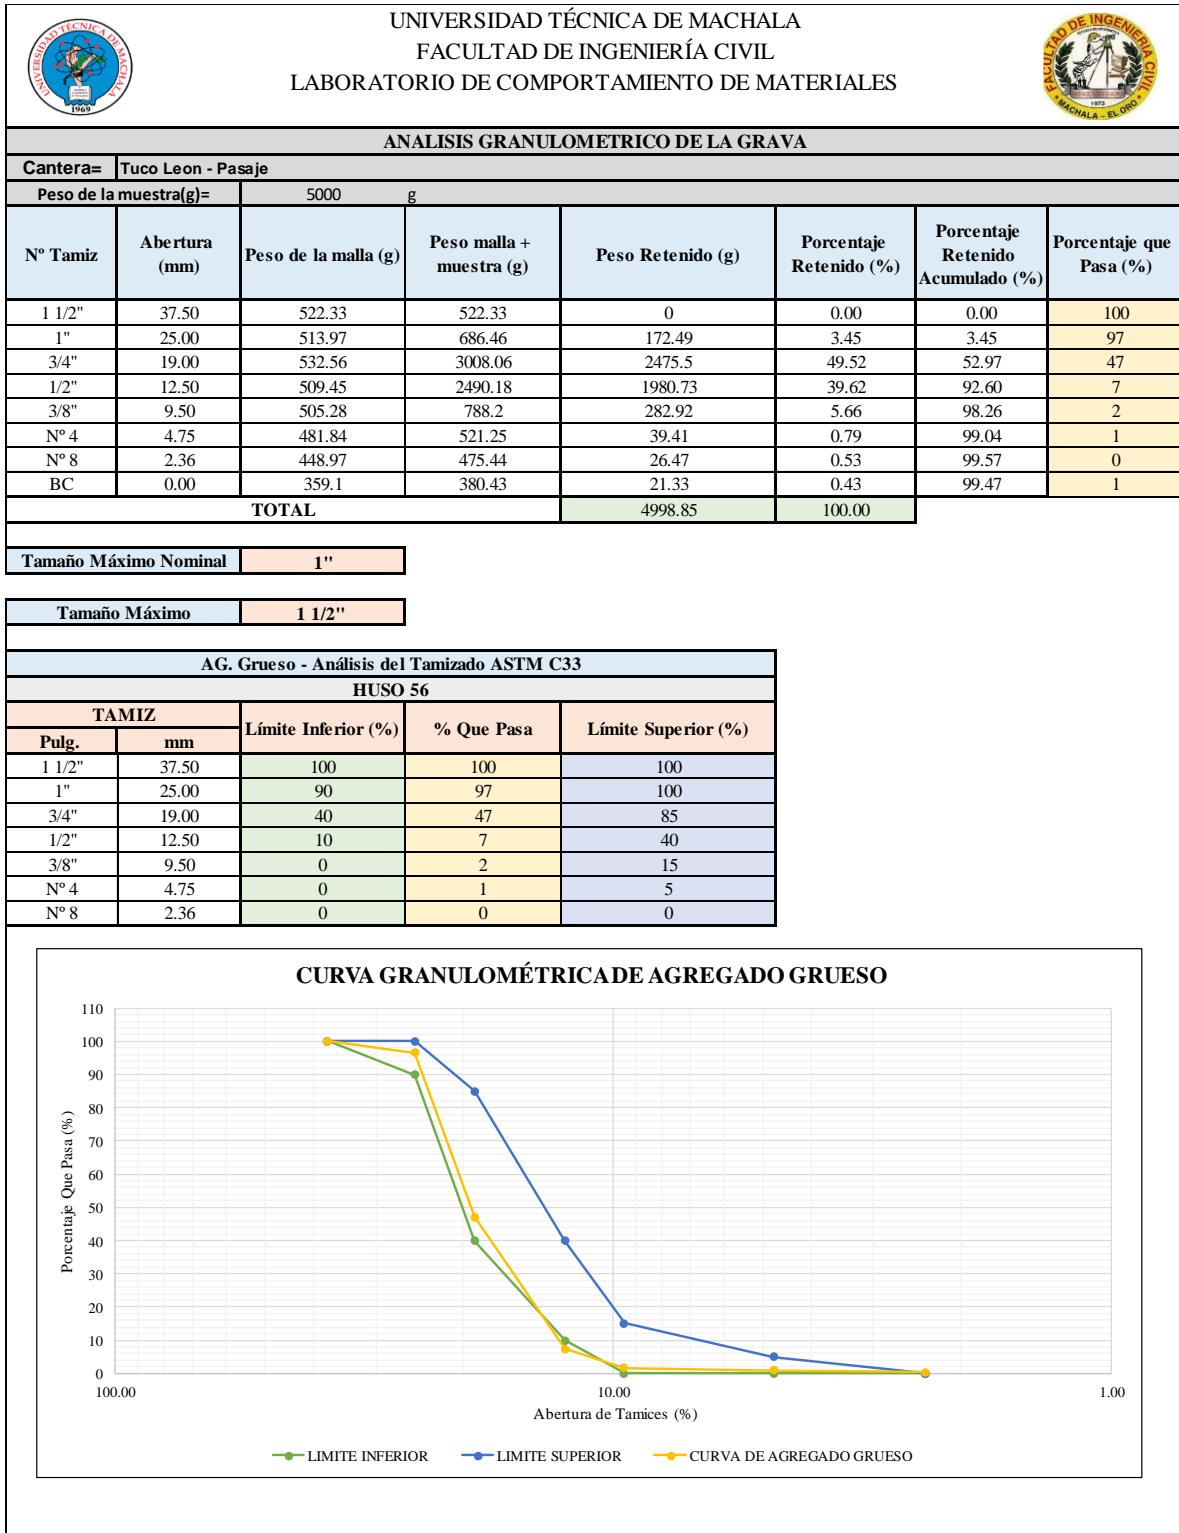 UNIVERSIDAD TÉCNICA DE MACHALA
FACULTAD DE INGENIERÍA CIVIL
LABORATORIO DE COMPORTAMIENTO DE MATERIALES
UNIVERSIDAD TÉCNICA DE MACHALA
1969
FACULTAD DE INGENIERIA CIVIL
1973
MACHALA - EL ORO
ANALISIS GRANULOMETRICO DE LA GRAVA
Cantera= Tuco Leon - Pasaje
Peso de la muestra(g)= 5000 g
Nº Tamiz Abertura (mm) Peso de la malla (g) Peso malla + muestra (g) Peso Retenido (g) Porcentaje Retenido (%) Porcentaje Retenido Acumulado (%) Porcentaje que Pasa (%)
1 1/2" 37.50 522.33 522.33 0 0.00 0.00 100
1" 25.00 513.97 686.46 172.49 3.45 3.45 97
3/4" 19.00 532.56 3008.06 2475.5 49.52 52.97 47
1/2" 12.50 509.45 2490.18 1980.73 39.62 92.60 7
3/8" 9.50 505.28 788.2 282.92 5.66 98.26 2
Nº 4 4.75 481.84 521.25 39.41 0.79 99.04 1
Nº 8 2.36 448.97 475.44 26.47 0.53 99.57 0
BC 0.00 359.1 380.43 21.33 0.43 99.47 1
TOTAL 4998.85 100.00
Tamaño Máximo Nominal 1"
Tamaño Máximo 1 1/2"
AG. Grueso - Análisis del Tamizado ASTM C33
HUSO 56
TAMIZ Límite Inferior (%) % Que Pasa Límite Superior (%)
Pulg. mm
1 1/2" 37.50 100 100 100
1" 25.00 90 97 100
3/4" 19.00 40 47 85
1/2" 12.50 10 7 40
3/8" 9.50 0 2 15
Nº 4 4.75 0 1 5
Nº 8 2.36 0 0 0
CURVA GRANULOMÉTRICA DE AGREGADO GRUESO
Porcentaje Que Pasa (%)
110
100
90
80
70
60
50
40
30
20
10
0
100.00 10.00 1.00
Abertura de Tamices (%)
LIMITE INFERIOR LIMITE SUPERIOR CURVA DE AGREGADO GRUESO